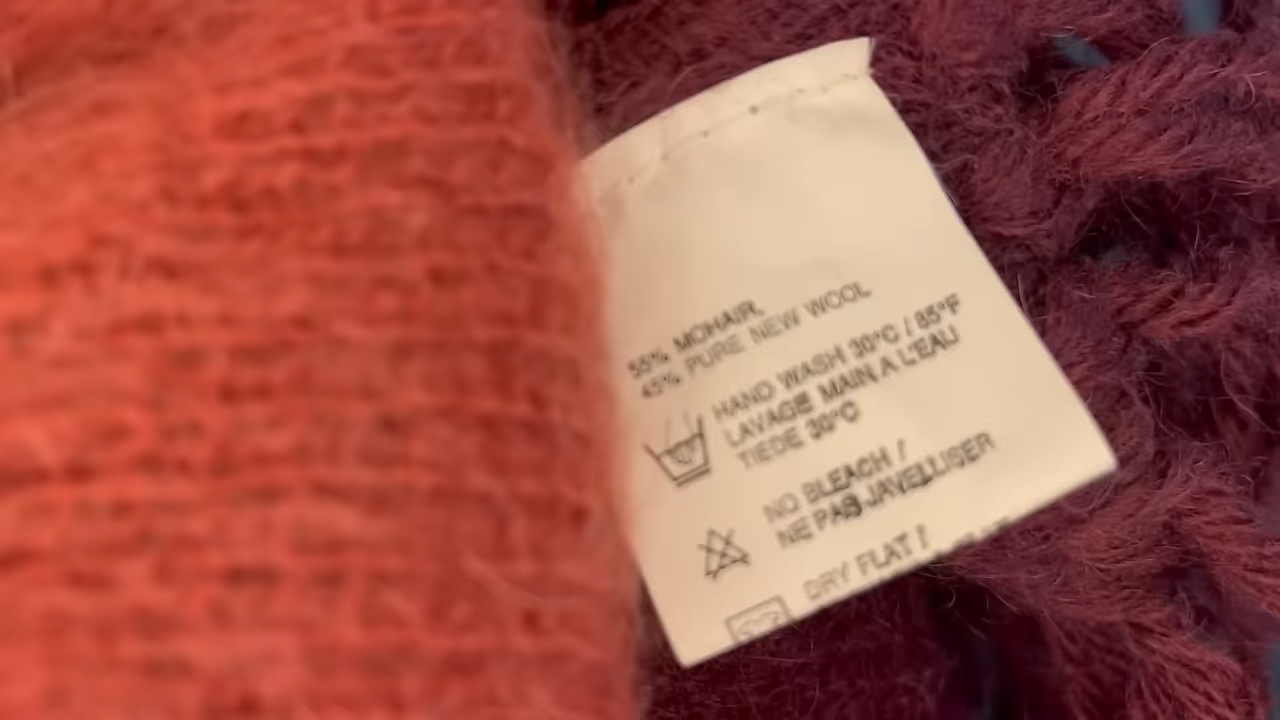 55% MOHAIR,
45% PURE NEW WOOL
HAND WASH 30°C / 85°F
LAVAGE MAIN A L'EAU
TIEDE 30°C
NO BLEACH /
NE PAS JAVELLISER
DRY FLAT /